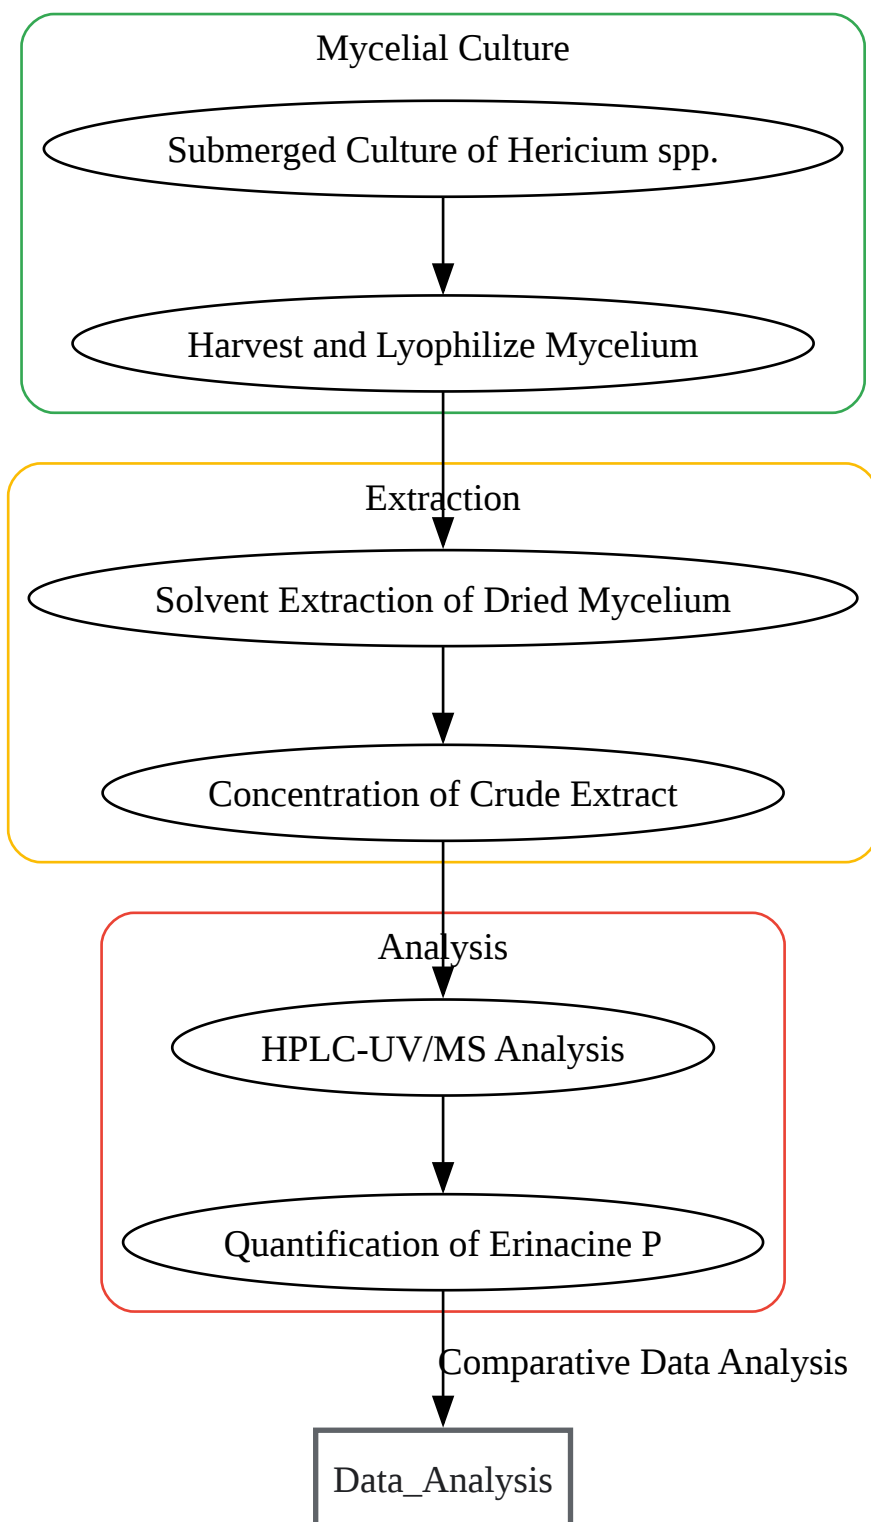 Mycelial Culture
Submerged Culture of Hericium spp.
Harvest and Lyophilize Mycelium
Extraction
Solvent Extraction of Dried Mycelium
Concentration of Crude Extract
Analysis
HPLC-UV/MS Analysis
Quantification of Erinacine P
Comparative Data Analysis
Data_Analysis